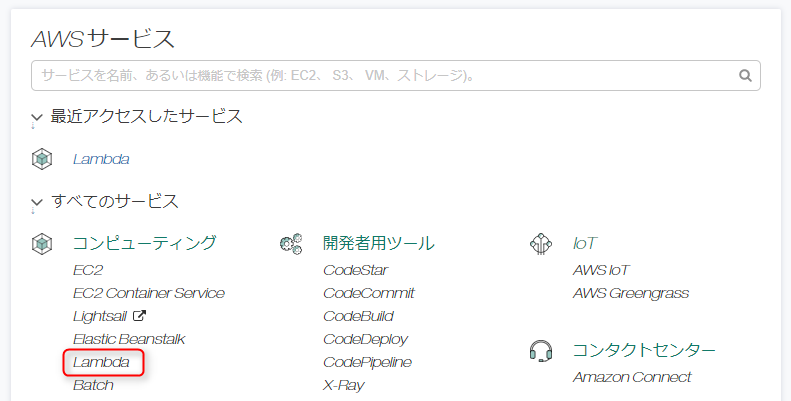 AWS サービス
サービスを名前、あるいは機能で検索 (例: EC2、 S3、 VM、ストレージ)。
最近アクセスしたサービス
Lambda
すべてのサービス
コンピューティング
EC2
EC2 Container Service
Lightsail
Elastic Beanstalk
Lambda
Batch
開発者用ツール
CodeStar
CodeCommit
CodeBuild
CodeDeploy
CodePipeline
X-Ray
IoT
AWS IoT
AWS Greengrass
コンタクトセンター
Amazon Connect